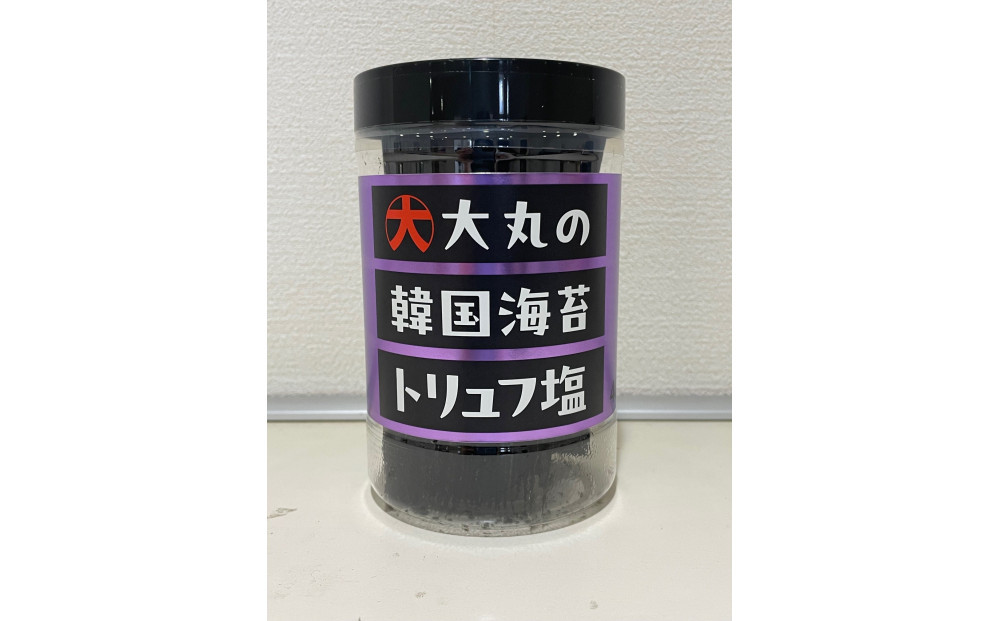 大 大丸の
韓国海苔
トリュフ塩